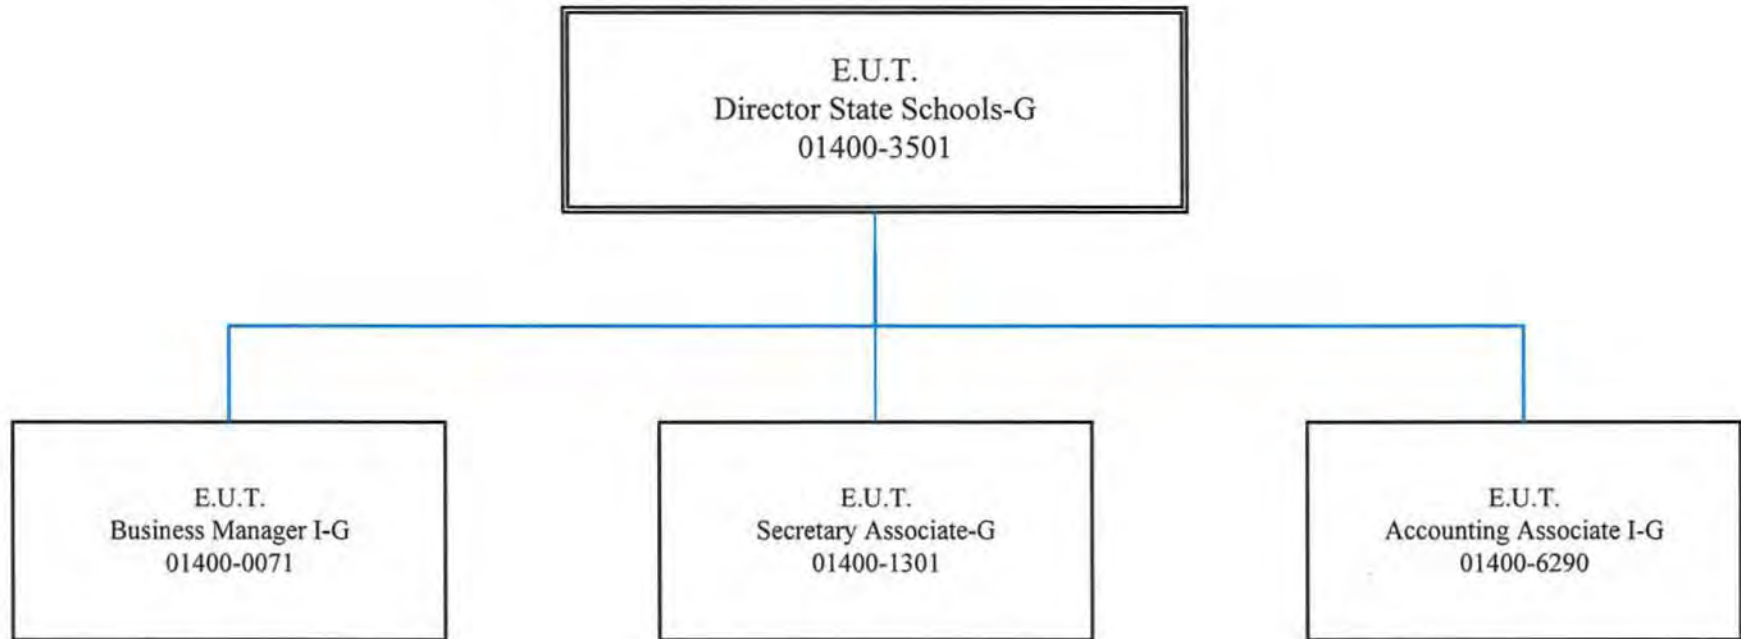 E.U.T.
Director State Schools-G
01400-3501
E.U.T.
Business Manager I-G
01400-0071
E.U.T.
Secretary Associate-G
01400-1301
E.U.T.
Accounting Associate I-G
01400-6290